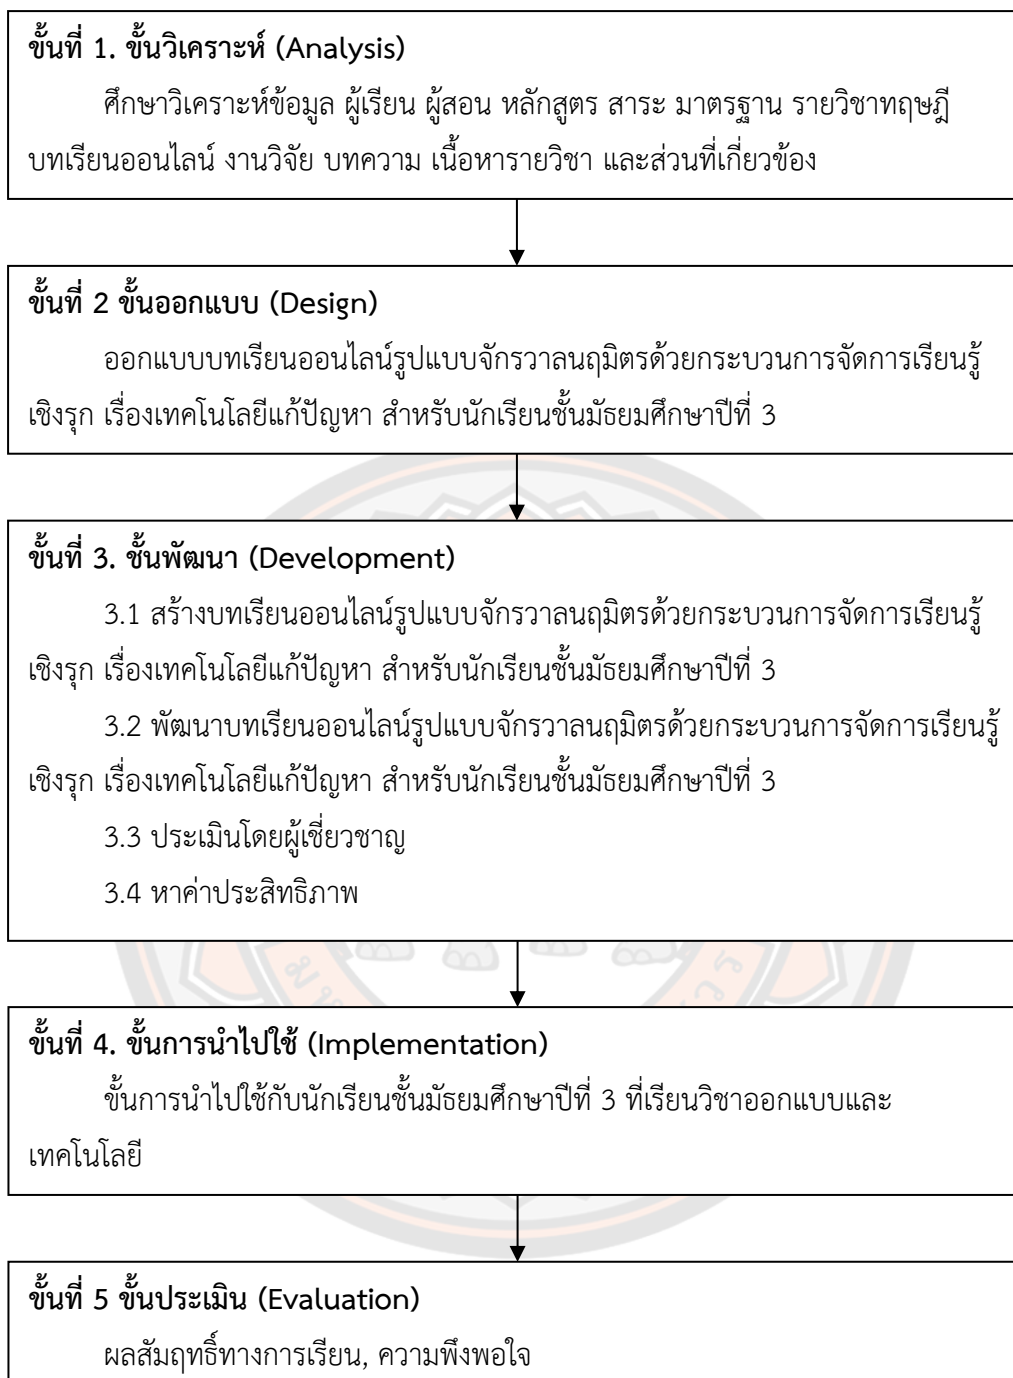 ขั้นที่ 1. ขั้นวิเคราะห์ (Analysis)
ศึกษาวิเคราะห์ข้อมูล ผู้เรียน ผู้สอน หลักสูตร สาระ มาตรฐาน รายวิชาทฤษฎี
บทเรียนออนไลน์ งานวิจัย บทความ เนื้อหารายวิชา และส่วนที่เกี่ยวข้อง
ขั้นที่ 2 ขั้นออกแบบ (Design)
ออกแบบบทเรียนออนไลน์รูปแบบจักรวาลนฤมิตรด้วยกระบวนการจัดการเรียนรู้
เชิงรุก เรื่องเทคโนโลยีแก้ปัญหา สำหรับนักเรียนชั้นมัธยมศึกษาปีที่ 3
ขั้นที่ 3. ชั้นพัฒนา (Development)
3.1 สร้างบทเรียนออนไลน์รูปแบบจักรวาลนฤมิตรด้วยกระบวนการจัดการเรียนรู้
เชิงรุก เรื่องเทคโนโลยีแก้ปัญหา สำหรับนักเรียนชั้นมัธยมศึกษาปีที่ 3
3.2 พัฒนาบทเรียนออนไลน์รูปแบบจักรวาลนฤมิตรด้วยกระบวนการจัดการเรียนรู้
เชิงรุก เรื่องเทคโนโลยีแก้ปัญหา สำหรับนักเรียนชั้นมัธยมศึกษาปีที่ 3
3.3 ประเมินโดยผู้เชี่ยวชาญ
3.4 หาค่าประสิทธิภาพ
ขั้นที่ 4. ขั้นการนำไปใช้ (Implementation)
ขั้นการนำไปใช้กับนักเรียนชั้นมัธยมศึกษาปีที่ 3 ที่เรียนวิชาออกแบบและ
เทคโนโลยี
ขั้นที่ 5 ขั้นประเมิน (Evaluation)
ผลสัมฤทธิ์ทางการเรียน, ความพึงพอใจ